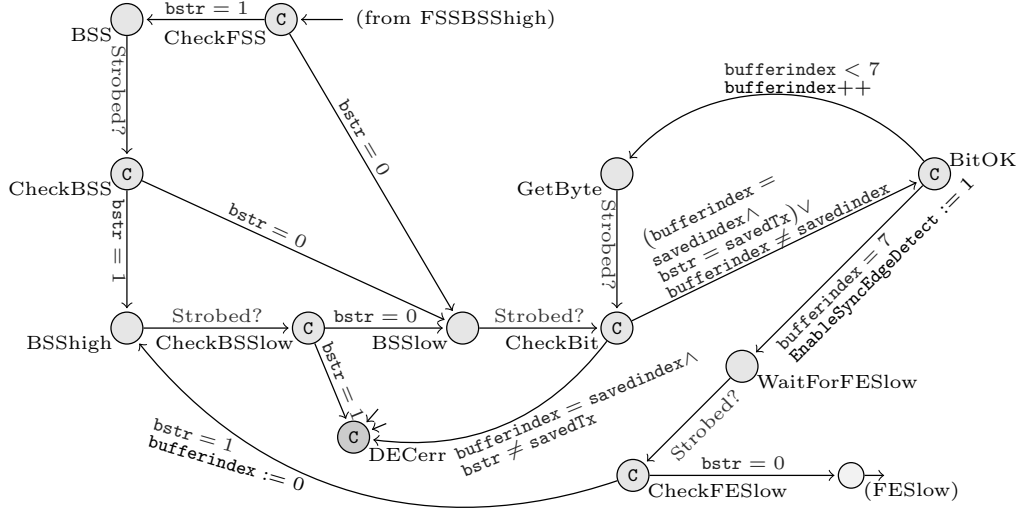 bstr = 1
C
(from FSSBSShigh)
BSS
CheckFSS
Strobed?
bstr = 0
bufferindex < 7
bufferindex++
CheckBSS
C
bstr = 1
bstr = 0
GetByte
C
BitOK
Strobed?
(bufferindex =
savedindex∧
bstr = savedTx)∨
bufferindex ≠ savedindex
bufferindex = 7
EnableSyncEdgeDetect := 1
BSShigh
Strobed?
C
CheckBSSlow
bstr = 0
BSSlow
Strobed?
C
CheckBit
bstr = 1
WaitForFESlow
C
DECerr
bufferindex = savedindex∧
bstr ≠ savedTx
Strobed?
bstr = 1
bufferindex := 0
C
CheckFESlow
bstr = 0
(FESlow)